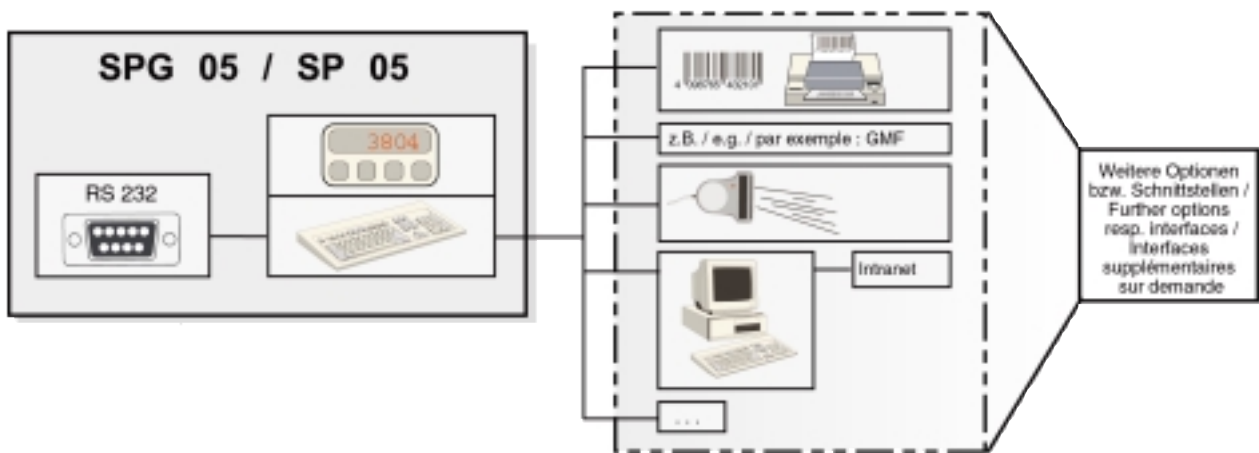 SPG 05 / SP 05
3804
RS 232
z.B. / e.g. / par exemple : GMF
Intranet
. . .
Weitere Optionen
bzw. Schnittstellen /
Further options
resp. interfaces /
Interfaces
supplémentaires
sur demande